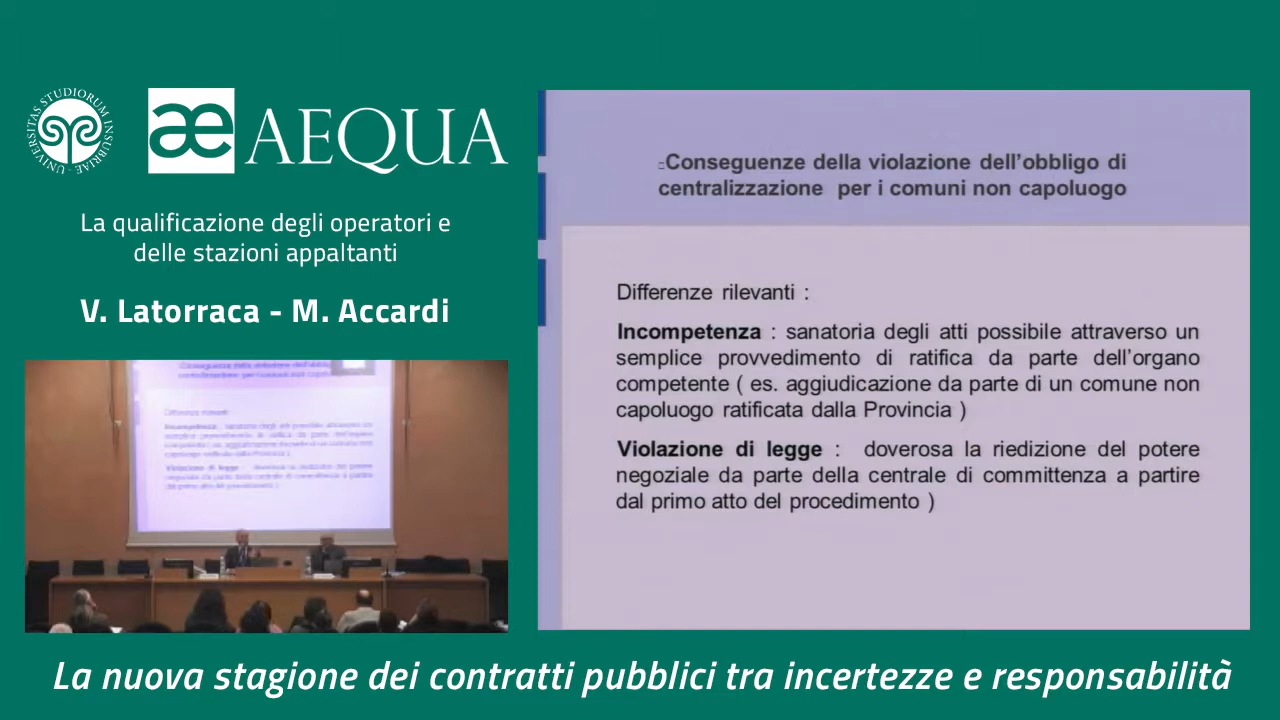 UNIVERSITAS STUDIORUM INSUBRIAE
æ AEQUA
La qualificazione degli operatori e
delle stazioni appaltanti
V. Latorraca - M. Accardi
Conseguenze della violazione dell’obbligo di
centralizzazione per i comuni non capoluogo
Differenze rilevanti :
Incompetenza : sanatoria degli atti possibile attraverso un
semplice provvedimento di ratifica da parte dell’organo
competente ( es. aggiudicazione da parte di un comune non
capoluogo ratificata dalla Provincia )
Violazione di legge : doverosa la riedizione del potere
negoziale da parte della centrale di committenza a partire
dal primo atto del procedimento )
La nuova stagione dei contratti pubblici tra incertezze e responsabilità